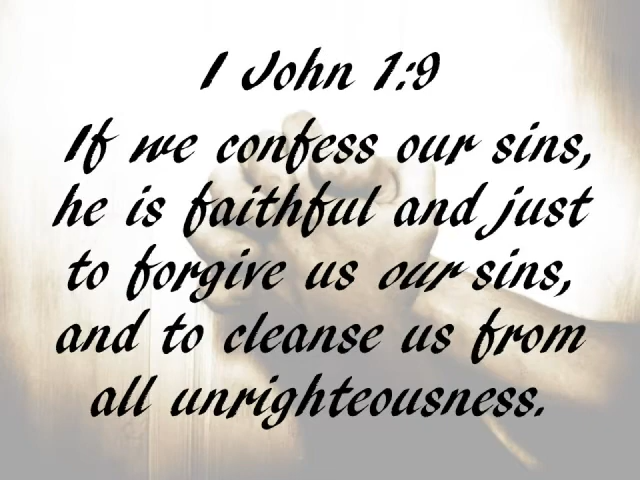 I John 1:9
If we confess our sins,
he is faithful and just
to forgive us our sins,
and to cleanse us from
all unrighteousness.